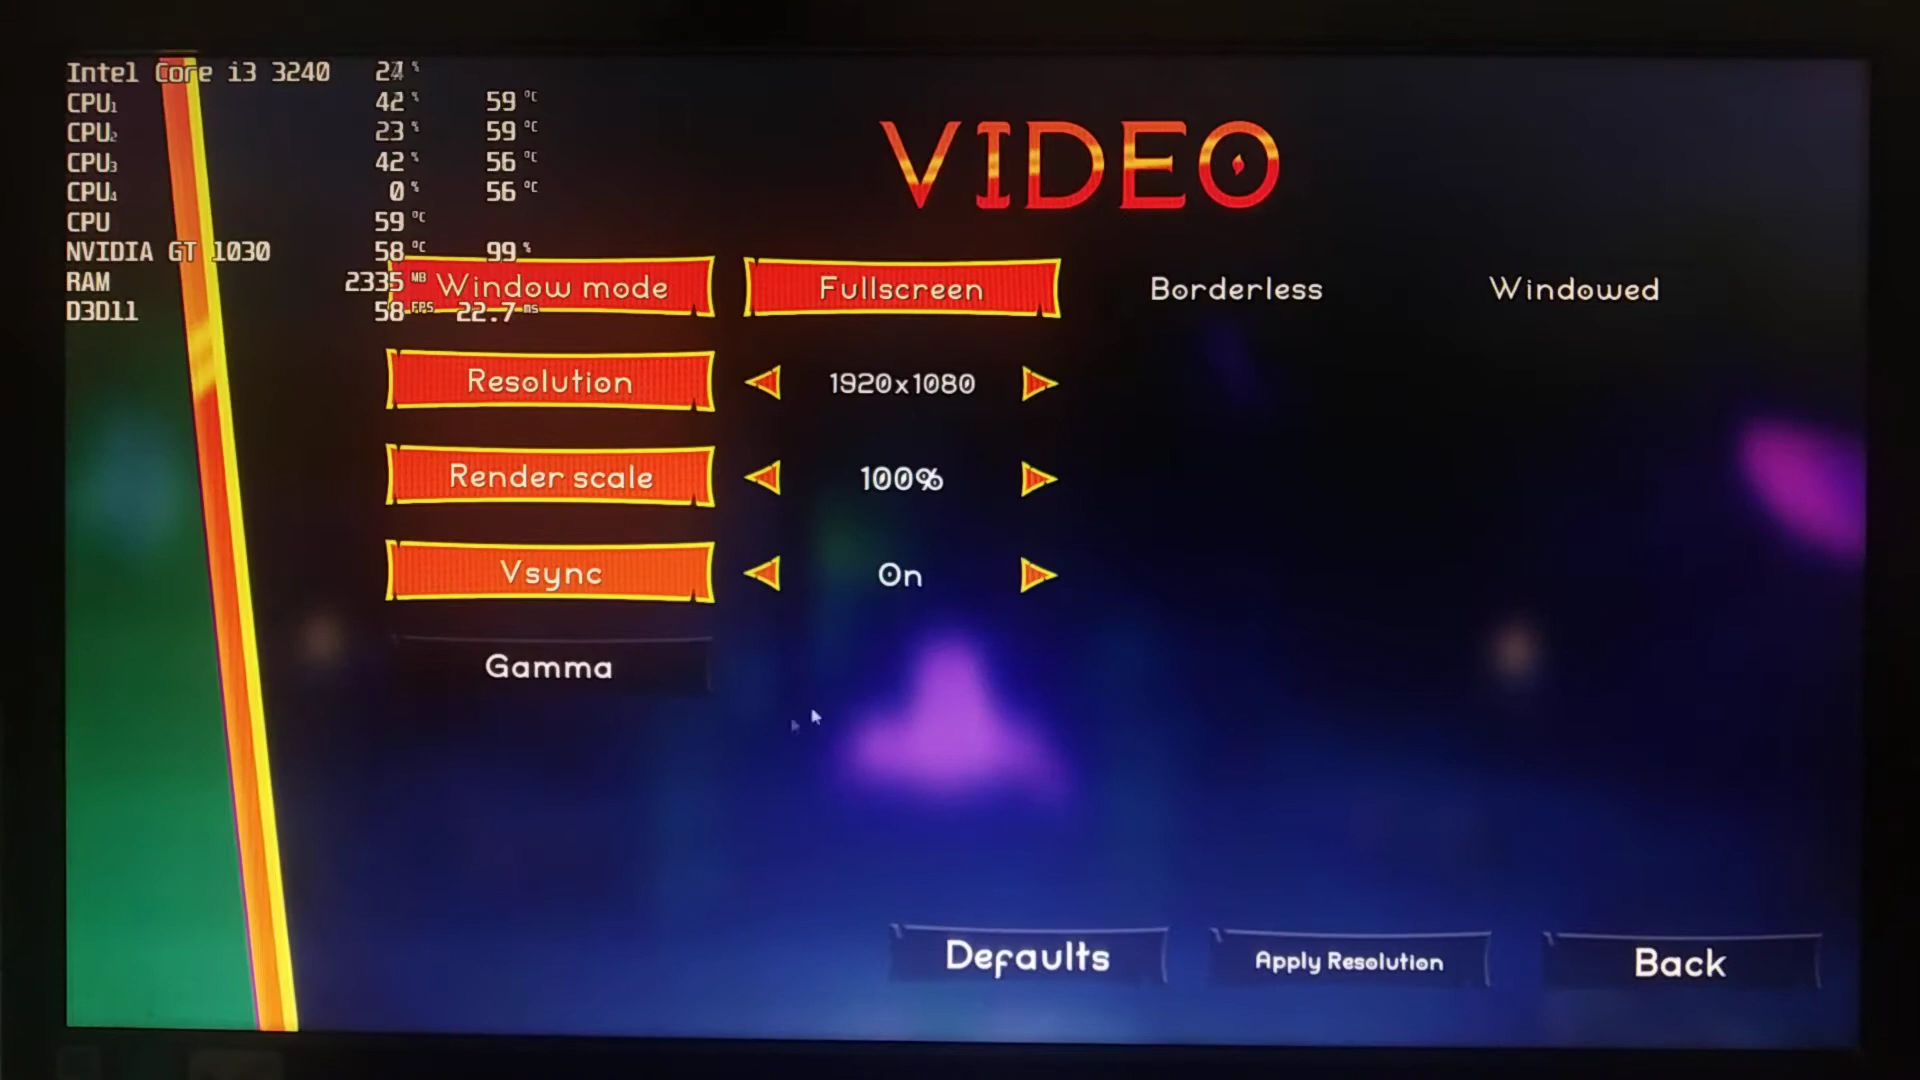 Intel Core i3 3240 %
CPU1 42 % 59 °C
CPU2 23 % 59 °C
CPU3 42 % 56 °C
CPU4 0 % 56 °C
CPU 59 °C
NVIDIA GT 1030 58 °C 99 %
RAM 2335 MB
D3D11 58 FPS 22.7 ms
VIDEO
Window mode Fullscreen Borderless Windowed
Resolution 1920x1080
Render scale 100%
Vsync On
Gamma
Defaults Apply Resolution Back